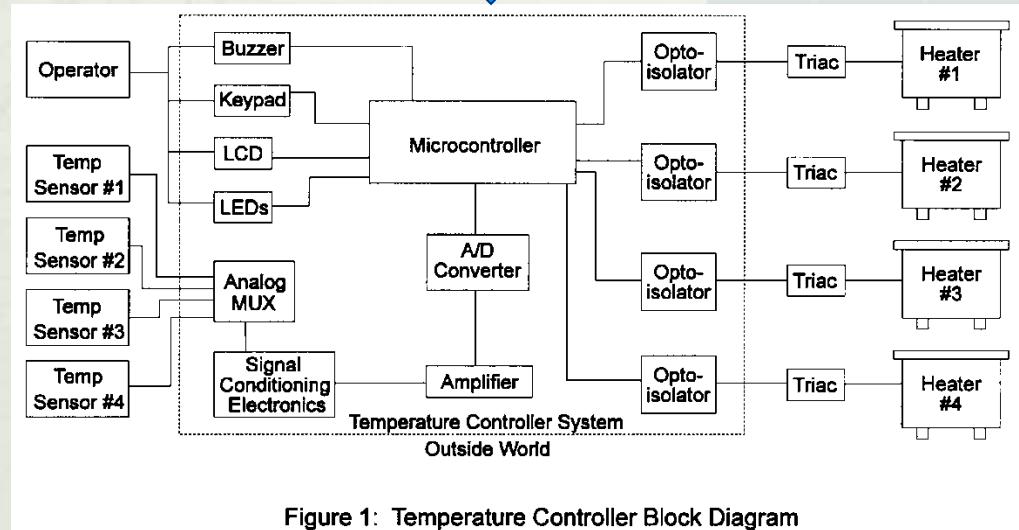 Operator
Temp
Sensor #1
Temp
Sensor #2
Temp
Sensor #3
Temp
Sensor #4
Buzzer
Keypad
LCD
LEDs
Analog
MUX
Signal
Conditioning
Electronics
Microcontroller
A/D
Converter
Amplifier
Opto-
isolator
Opto-
isolator
Opto-
isolator
Opto-
isolator
Triac
Triac
Triac
Triac
Heater
#1
Heater
#2
Heater
#3
Heater
#4
Temperature Controller System
Outside World
Figure 1: Temperature Controller Block Diagram